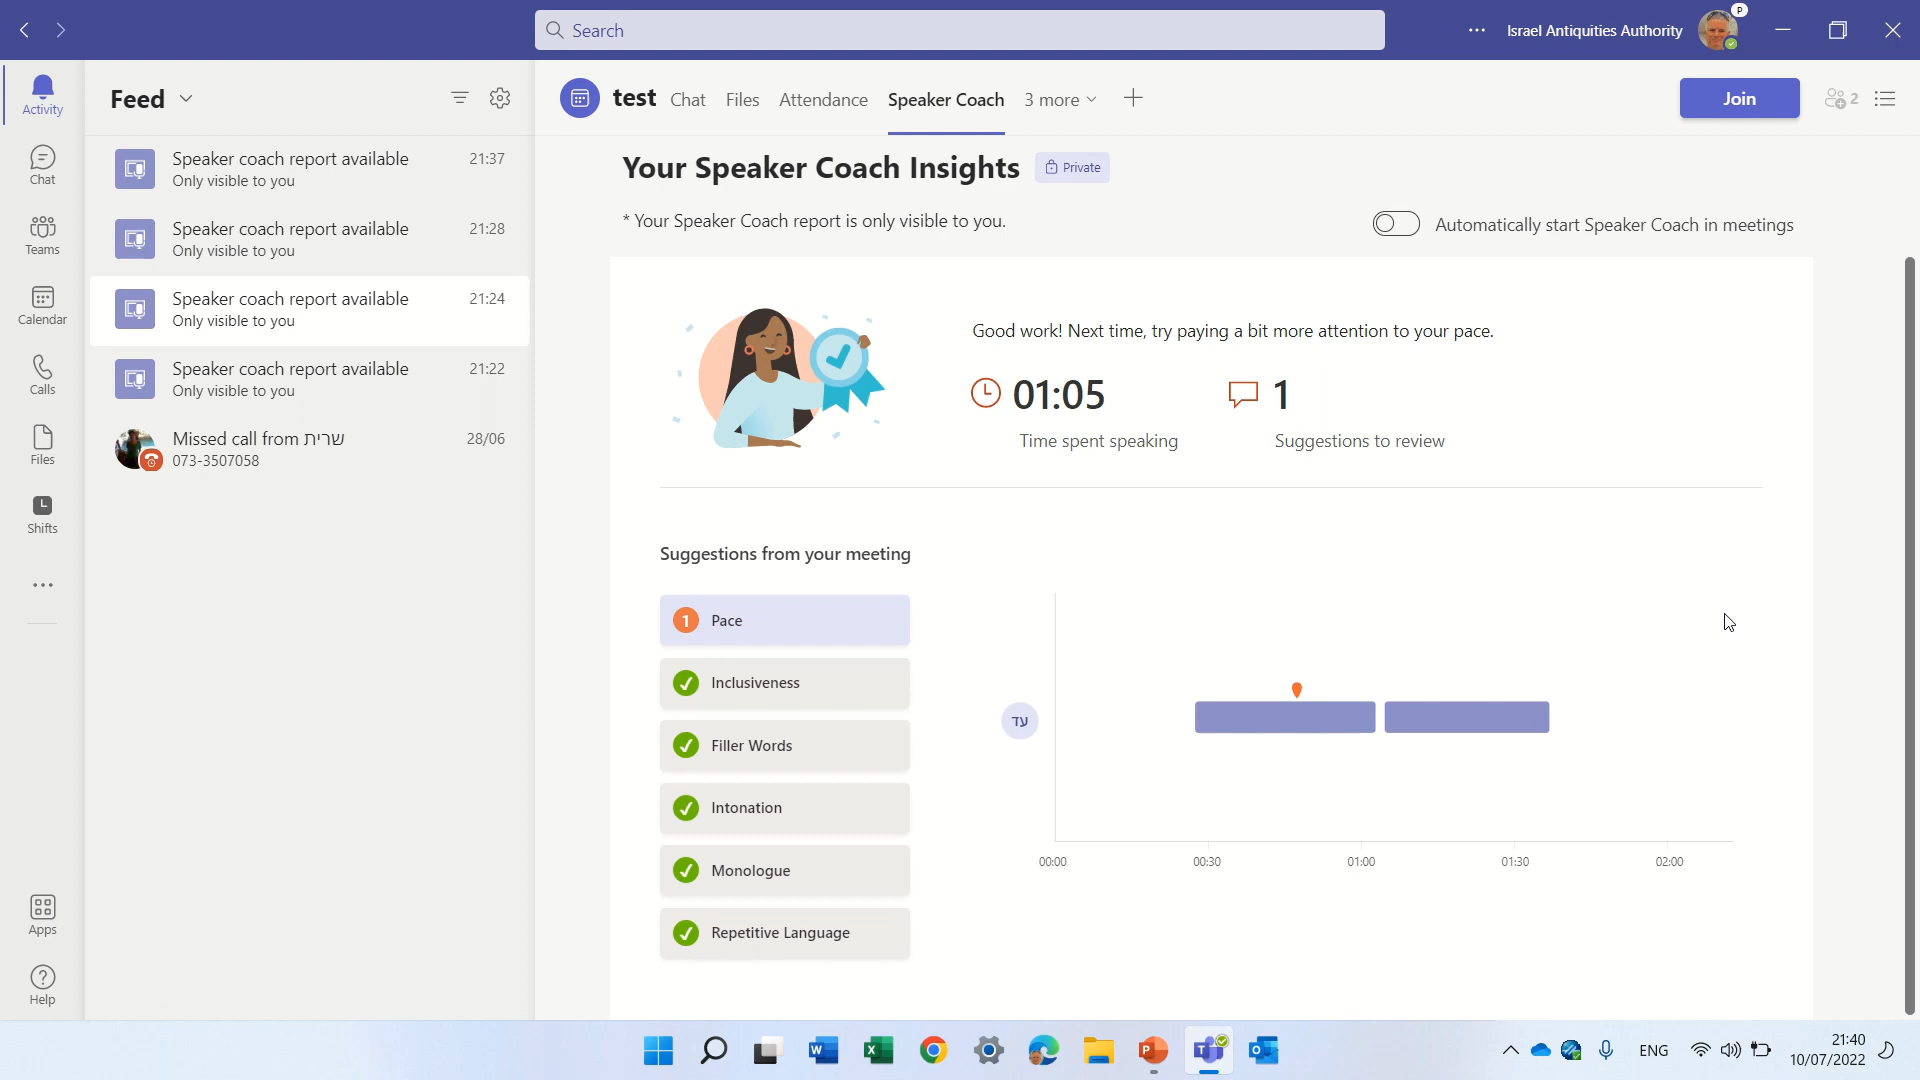 Search
Israel Antiquities Authority
P
Activity
Chat
Teams
Calendar
Calls
Files
Shifts
Apps
Help
Feed
Speaker coach report available 21:37
Only visible to you
Speaker coach report available 21:28
Only visible to you
Speaker coach report available 21:24
Only visible to you
Speaker coach report available 21:22
Only visible to you
Missed call from שרית 28/06
073-3507058
test Chat Files Attendance Speaker Coach 3 more
Join
2
Your Speaker Coach Insights Private
* Your Speaker Coach report is only visible to you.
Automatically start Speaker Coach in meetings
Good work! Next time, try paying a bit more attention to your pace.
01:05
Time spent speaking
1
Suggestions to review
Suggestions from your meeting
1 Pace
Inclusiveness
Filler Words
Intonation
Monologue
Repetitive Language
עד
00:00 00:30 01:00 01:30 02:00
ENG
21:40
10/07/2022